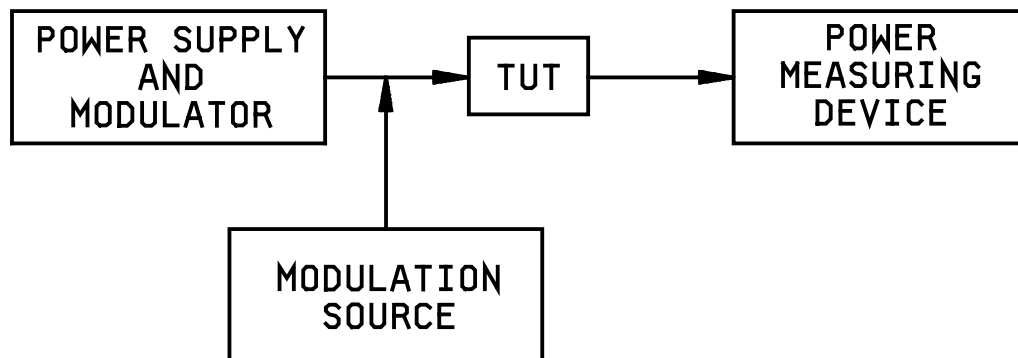 POWER SUPPLY
AND
MODULATOR
TUT
POWER
MEASURING
DEVICE
MODULATION
SOURCE